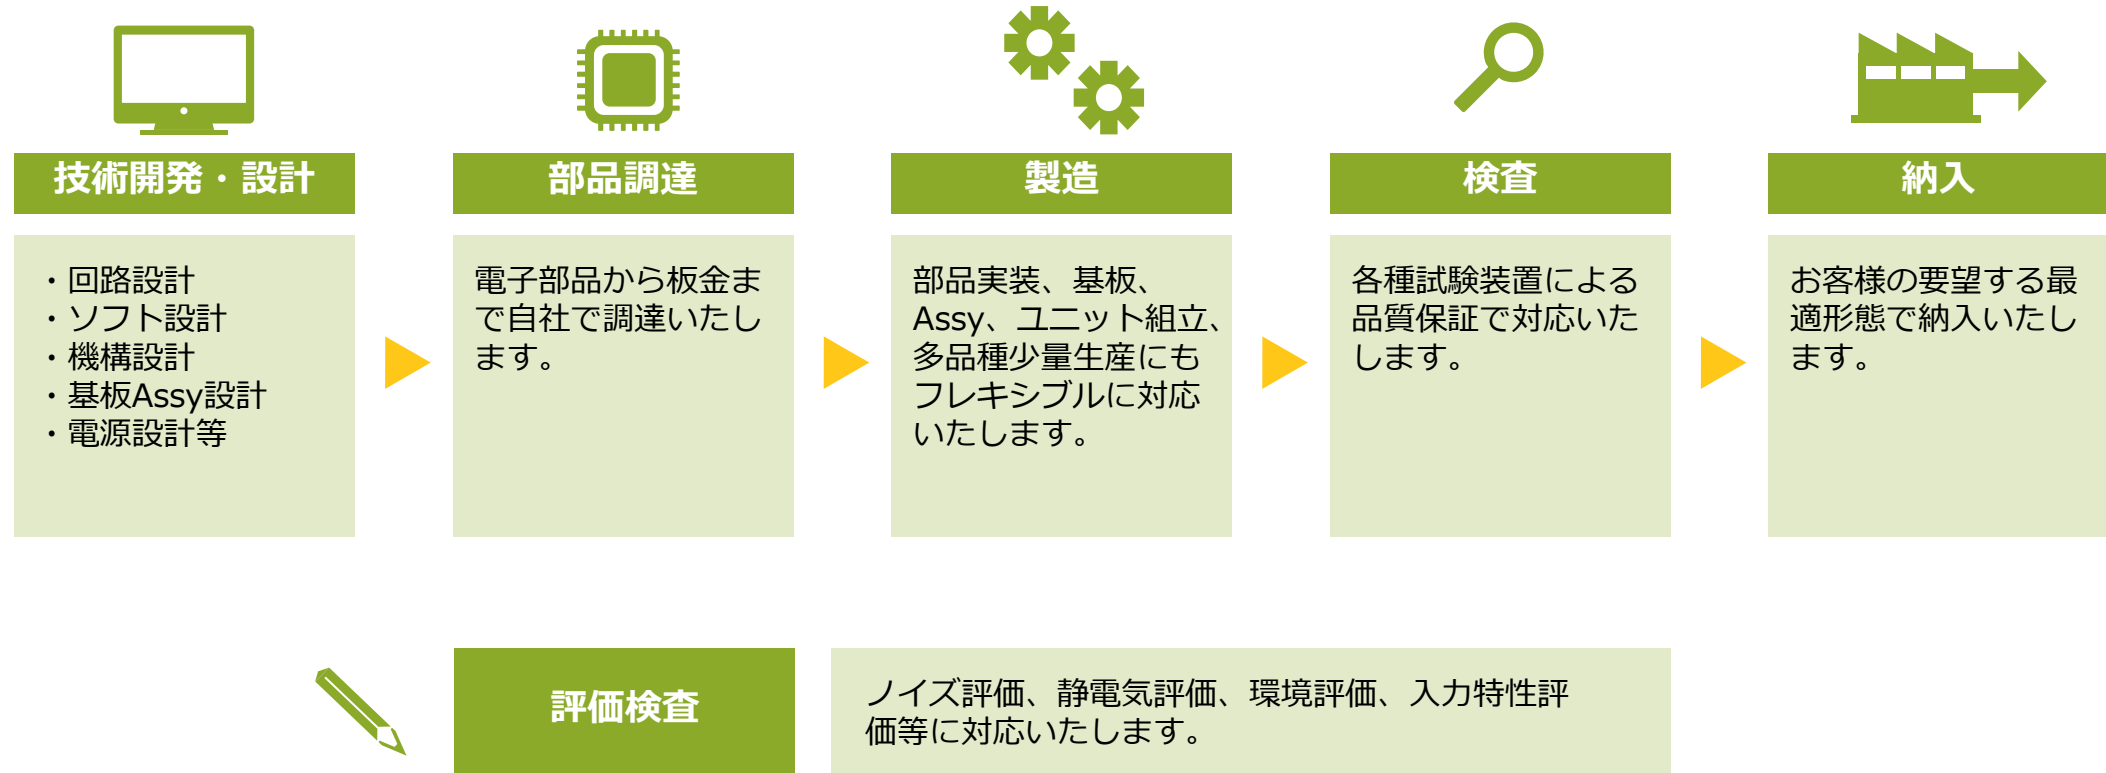 技術開発・設計
・回路設計
・ソフト設計
・機構設計
・基板Assy設計
・電源設計等
部品調達
電子部品から板金ま
で自社で調達いたし
ます。
製造
部品実装、基板、
Assy、ユニット組立、
多品種少量生産にも
フレキシブルに対応
いたします。
検査
各種試験装置による
品質保証で対応いた
します。
納入
お客様の要望する最
適形態で納入いたし
ます。
評価検査
ノイズ評価、静電気評価、環境評価、入力特性評
価等に対応いたします。